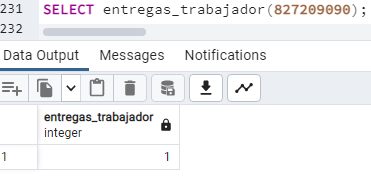 231 SELECT entregas_trabajador(827209090);
232
Data Output Messages Notifications
entregas_trabajador
integer
1 1